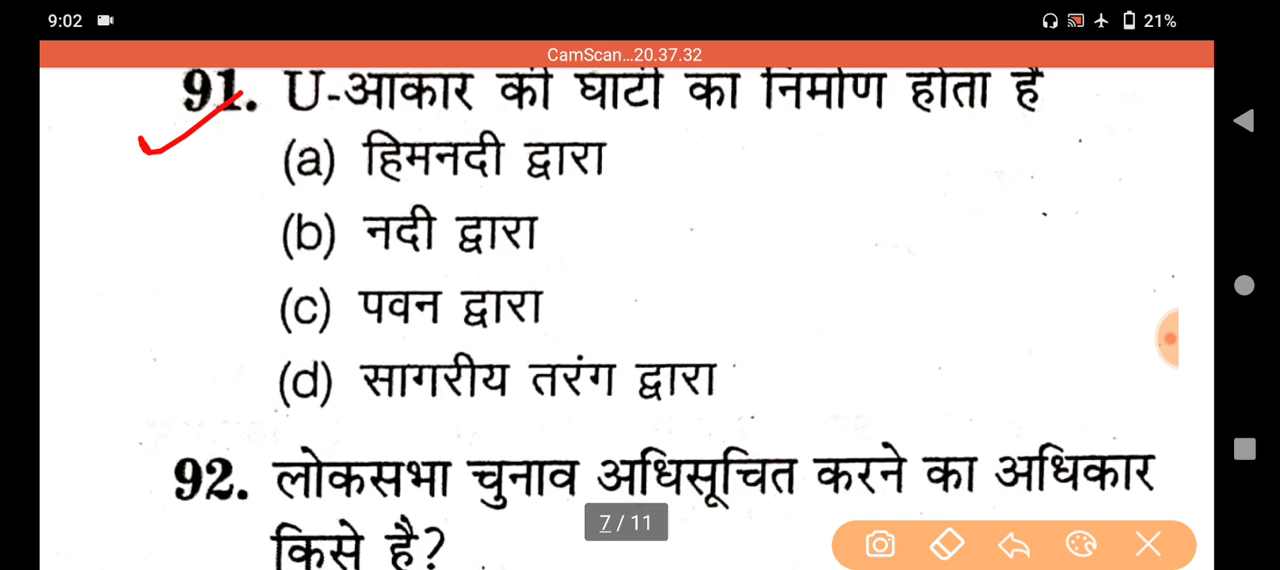 9:02
21%
CamScan...20.37.32
91. U-आकार की घाटी का निर्माण होता है
(a) हिमनदी द्वारा
(b) नदी द्वारा
(c) पवन द्वारा
(d) सागरीय तरंग द्वारा
92. लोकसभा चुनाव अधिसूचित करने का अधिकार
किसे है?
7 / 11